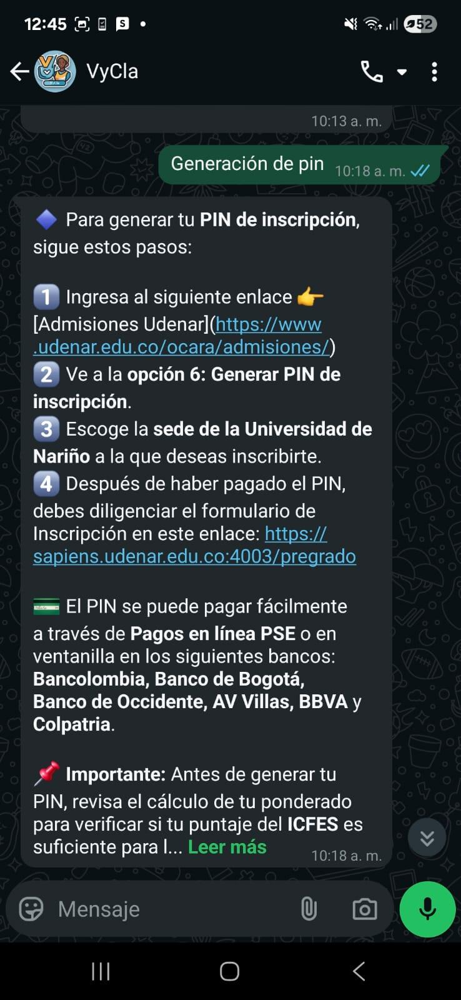 12:45
S
52
VyCla
10:13 a. m.
Generación de pin 10:18 a. m.
🔷 Para generar tu PIN de inscripción,
sigue estos pasos:
1️⃣ Ingresa al siguiente enlace 👉
[Admisiones Udenar](https://www
.udenar.edu.co/ocara/admisiones/)
2️⃣ Ve a la opción 6: Generar PIN de
inscripción.
3️⃣ Escoge la sede de la Universidad de
Nariño a la que deseas inscribirte.
4️⃣ Después de haber pagado el PIN,
debes diligenciar el formulario de
Inscripción en este enlace: https://
sapiens.udenar.edu.co:4003/pregrado
💳 El PIN se puede pagar fácilmente
a través de Pagos en línea PSE o en
ventanilla en los siguientes bancos:
Bancolombia, Banco de Bogotá,
Banco de Occidente, AV Villas, BBVA y
Colpatria.
📌 Importante: Antes de generar tu
PIN, revisa el cálculo de tu ponderado
para verificar si tu puntaje del ICFES es
suficiente para l... Leer más
10:18 a. m.
Mensaje